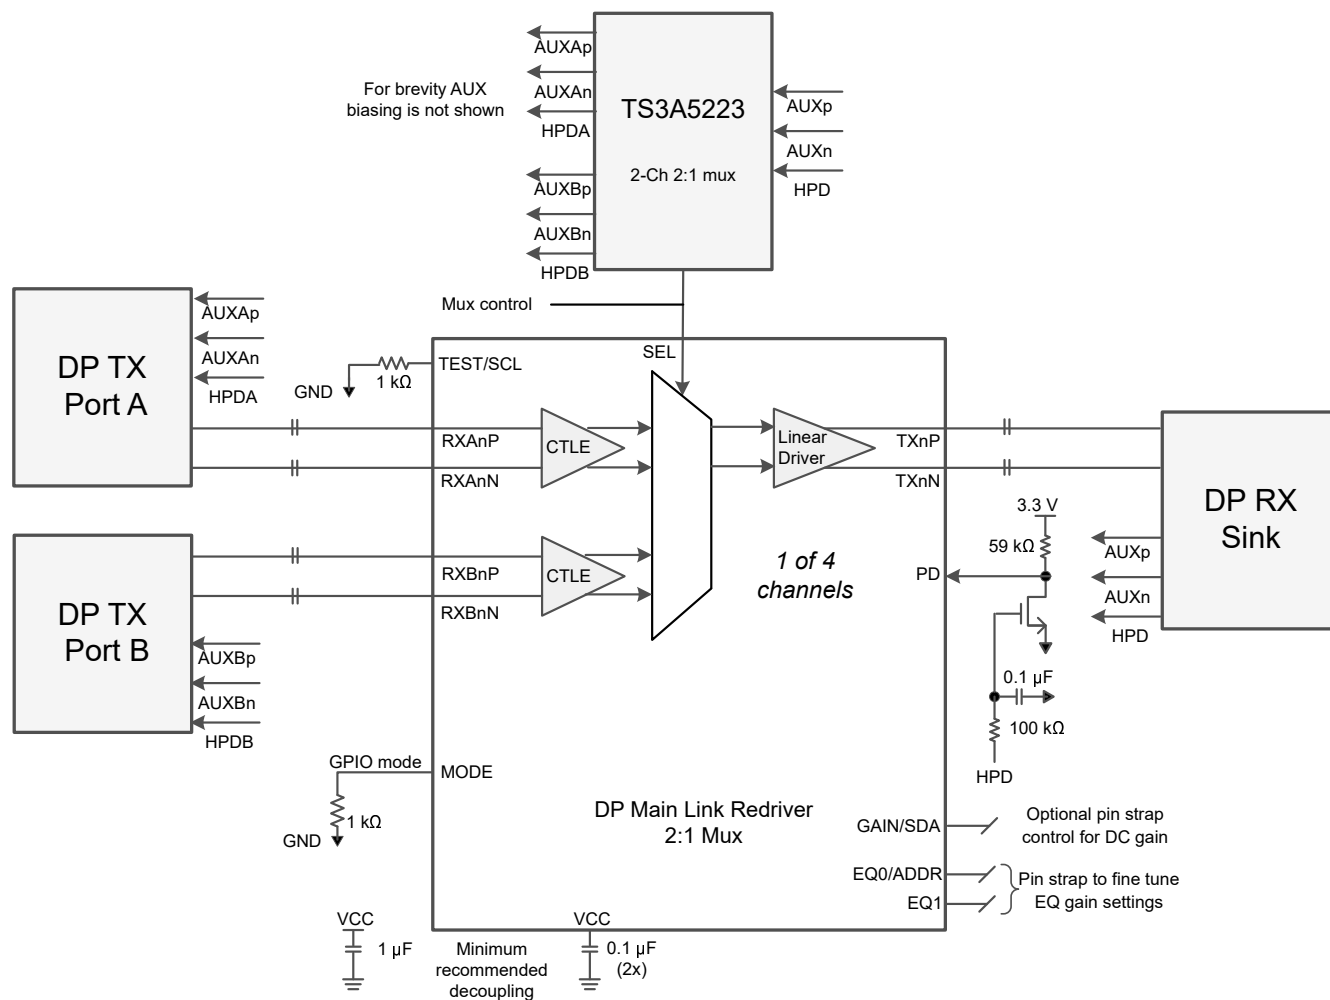 AUXAp
AUXAn
HPDA
AUXBp
AUXBn
HPDB
For brevity AUX
biasing is not shown
TS3A5223
2-Ch 2:1 mux
AUXp
AUXn
HPD
Mux control
DP TX
Port A
AUXAp
AUXAn
HPDA
GND
1 kΩ
TEST/SCL
SEL
RXAnP
RXAnN
CTLE
Linear
Driver
TXnP
TXnN
DP TX
Port B
AUXBp
AUXBn
HPDB
RXBnP
RXBnN
CTLE
1 of 4
channels
PD
3.3 V
59 kΩ
0.1 µF
100 kΩ
HPD
DP RX
Sink
AUXp
AUXn
HPD
GPIO mode
MODE
1 kΩ
GND
DP Main Link Redriver
2:1 Mux
GAIN/SDA
Optional pin strap
control for DC gain
EQ0/ADDR
EQ1
Pin strap to fine tune
EQ gain settings
VCC
1 µF
Minimum
recommended
decoupling
VCC
0.1 µF
(2x)